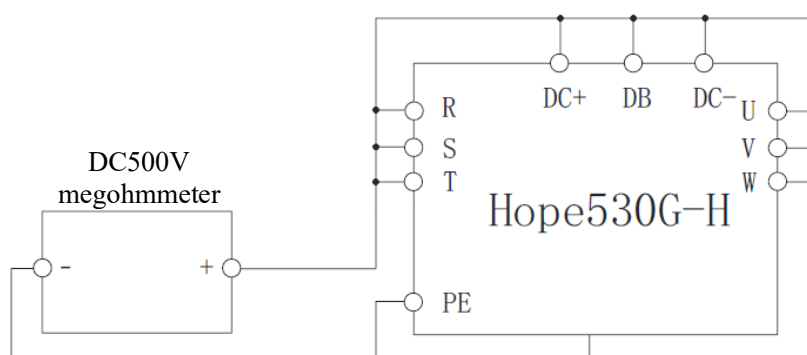 DC+ DB DC-
R
U
S
V
T
W
DC500V
megohmmeter
Hope530G-H
- +
PE